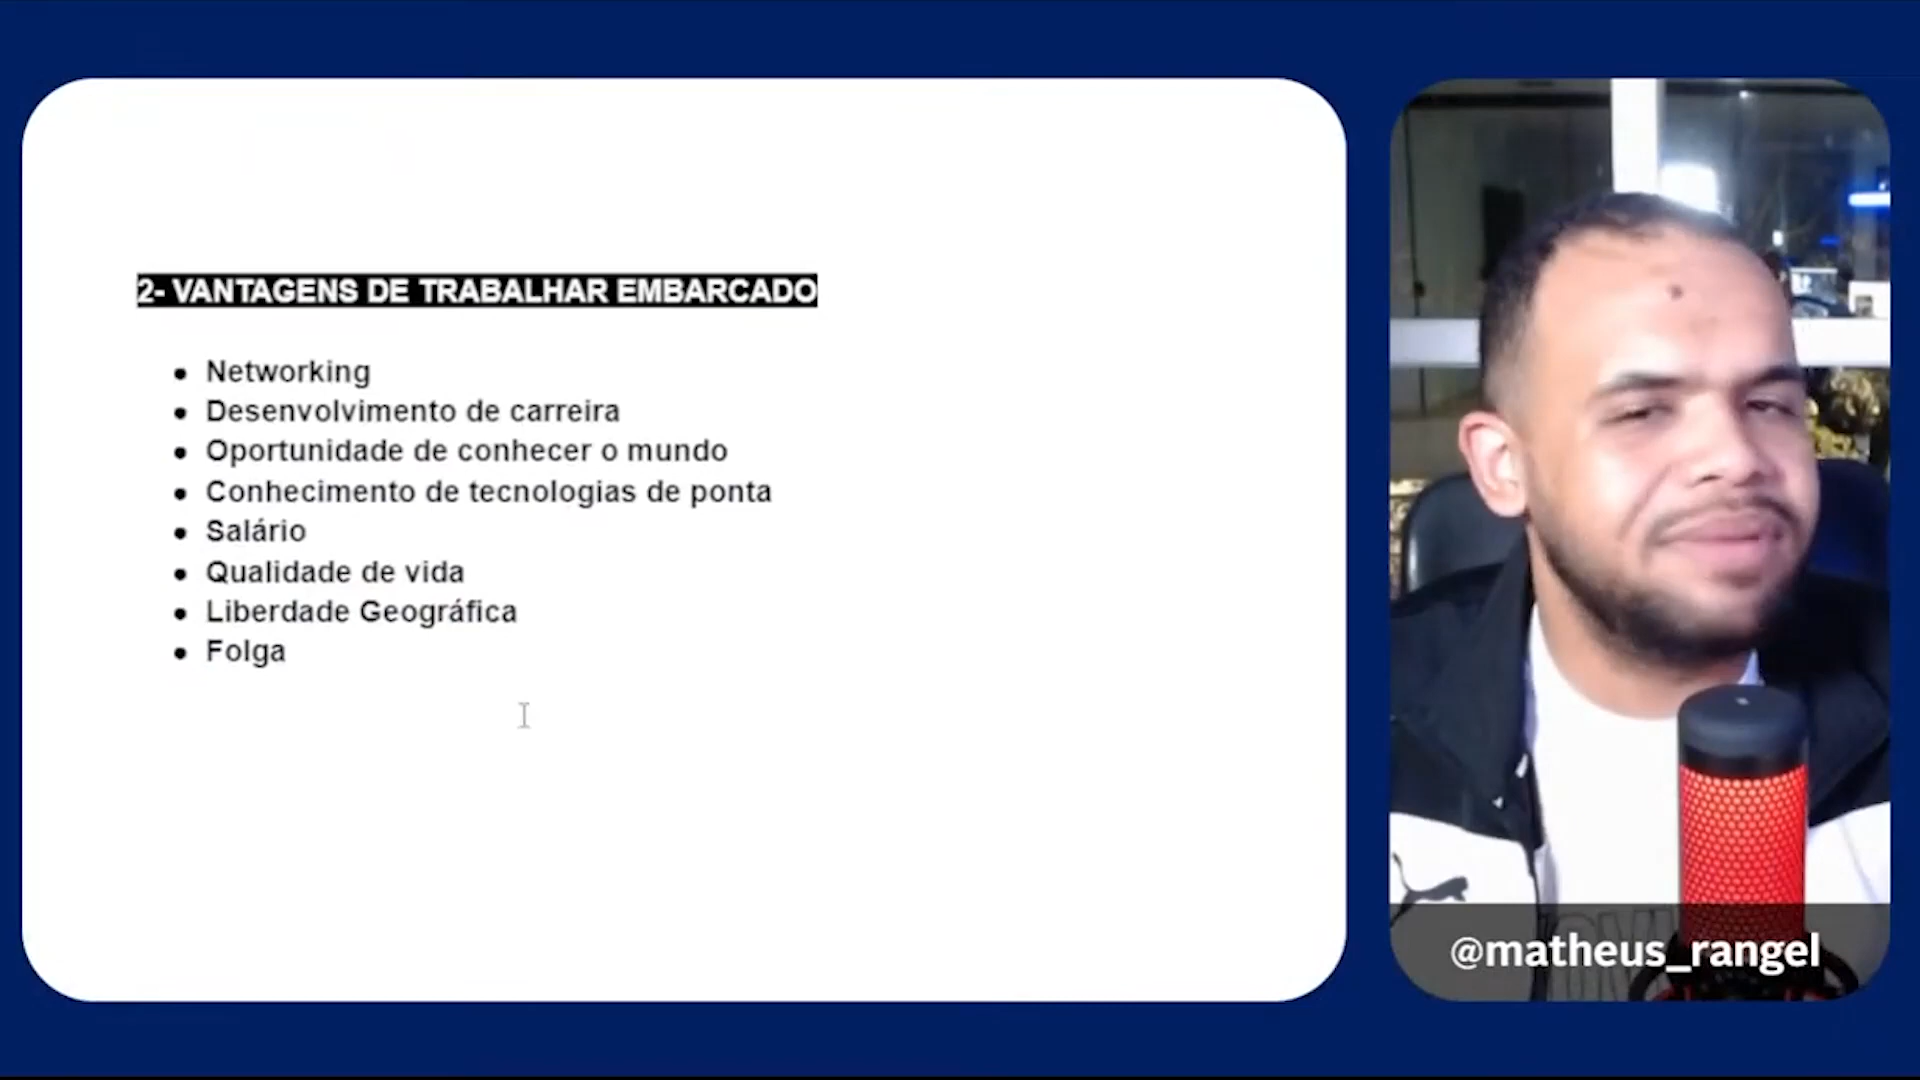 2- VANTAGENS DE TRABALHAR EMBARCADO
• Networking
• Desenvolvimento de carreira
• Oportunidade de conhecer o mundo
• Conhecimento de tecnologias de ponta
• Salário
• Qualidade de vida
• Liberdade Geográfica
• Folga
@matheus_rangel